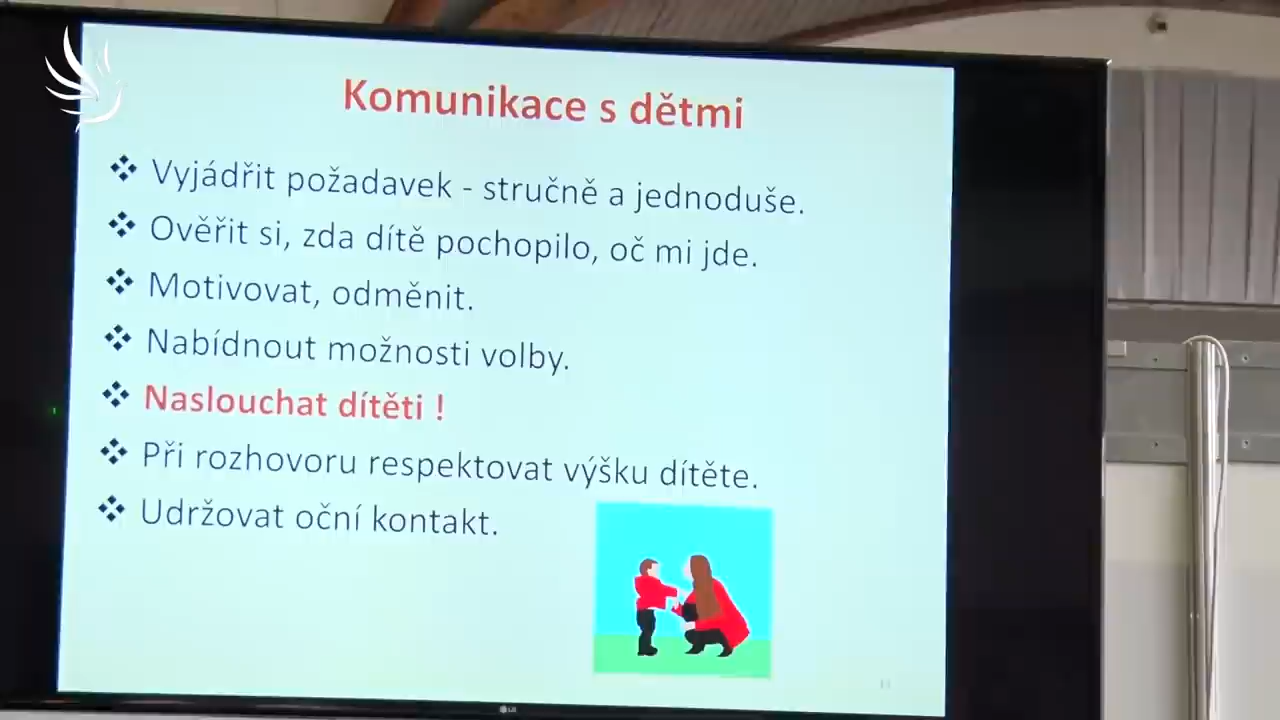 Komunikace s dětmi
Vyjádřit požadavek - stručně a jednoduše.
Ověřit si, zda dítě pochopilo, oč mi jde.
Motivovat, odměnit.
Nabídnout možnosti volby.
Naslouchat dítěti !
Při rozhovoru respektovat výšku dítěte.
Udržovat oční kontakt.
LG